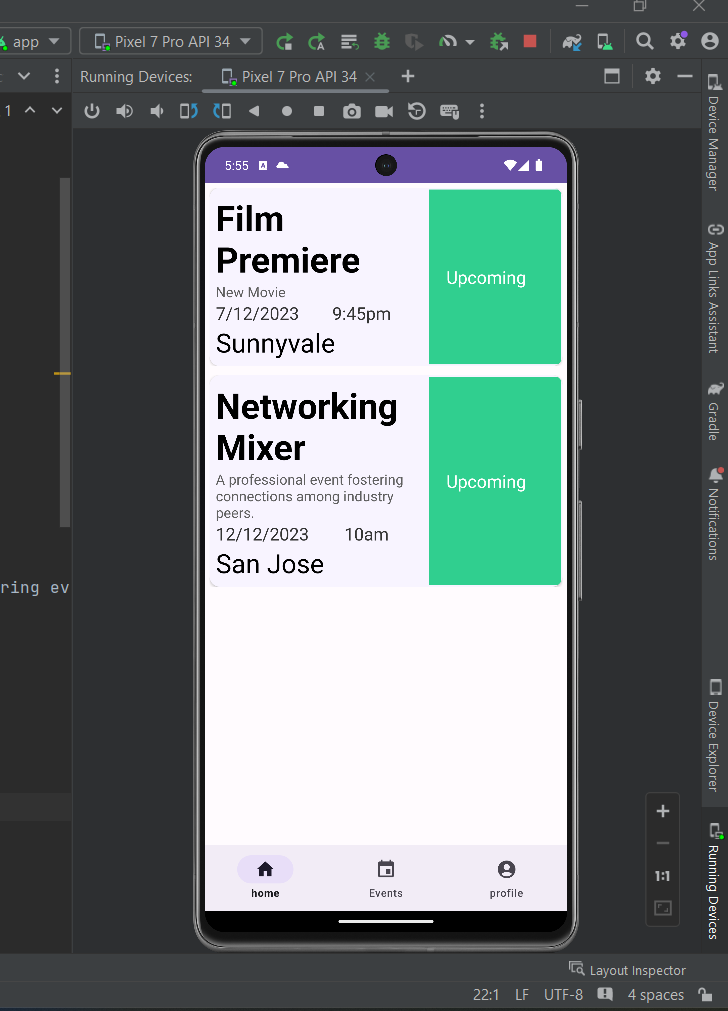 app
Pixel 7 Pro API 34
Running Devices:
Pixel 7 Pro API 34
1
5:55
Film
Premiere
New Movie
7/12/2023 9:45pm
Sunnyvale
Upcoming
Networking
Mixer
A professional event fostering
connections among industry
peers.
12/12/2023 10am
San Jose
Upcoming
home
Events
profile
ring ev
1:1
Device Manager
App Links Assistant
Gradle
Notifications
Device Explorer
Running Devices
Layout Inspector
22:1 LF UTF-8 4 spaces